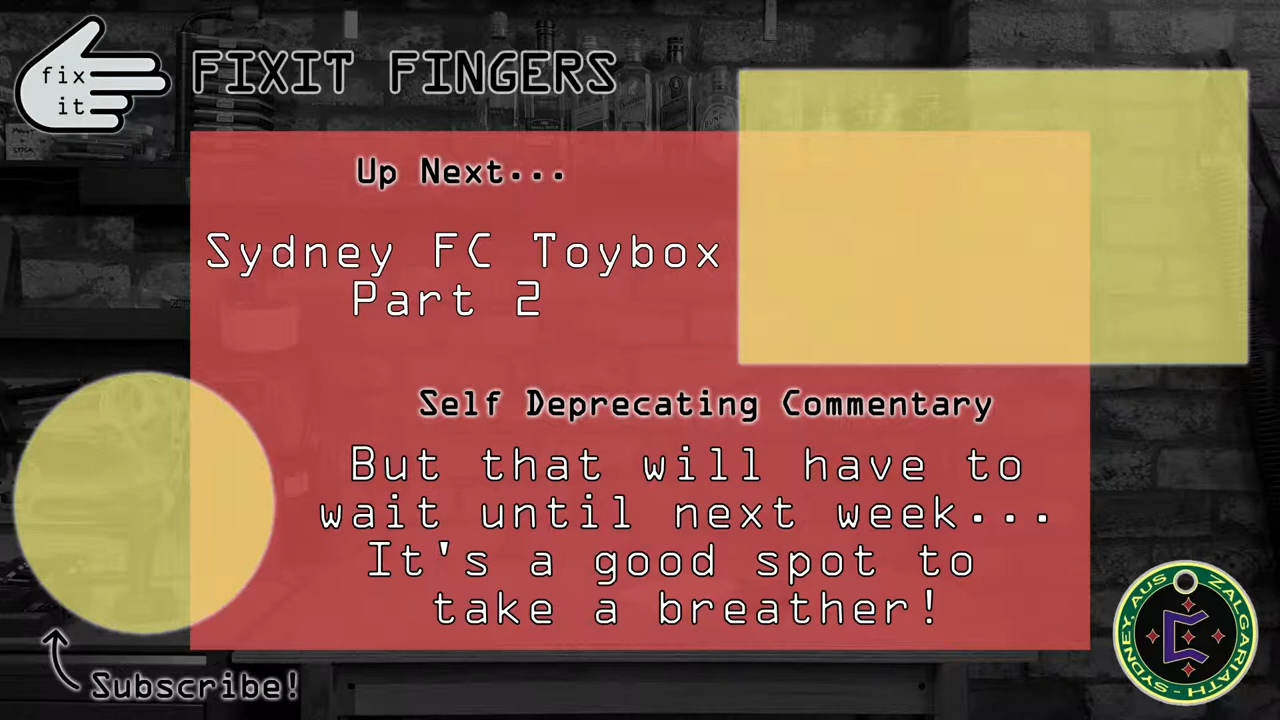 fix
it
FIXIT FINGERS
Up Next...
Sydney FC Toybox
Part 2
Self Deprecating Commentary
But that will have to
wait until next week...
It's a good spot to
take a breather!
Subscribe!
SYDNEY, AUS
ZALGARIATH